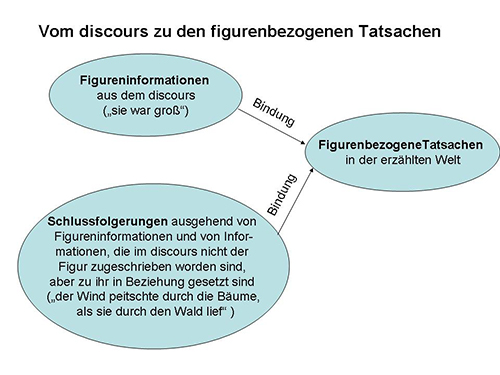 Vom discours zu den figurenbezogenen Tatsachen
Figureninformationen
aus dem discours
(„sie war groß“)
Bindung
FigurenbezogeneTatsachen
in der erzählten Welt
Bindung
Schlussfolgerungen ausgehend von
Figureninformationen und von Infor-
mationen, die im discours nicht der
Figur zugeschrieben worden sind,
aber zu ihr in Beziehung gesetzt sind
(„der Wind peitschte durch die Bäume,
als sie durch den Wald lief“ )